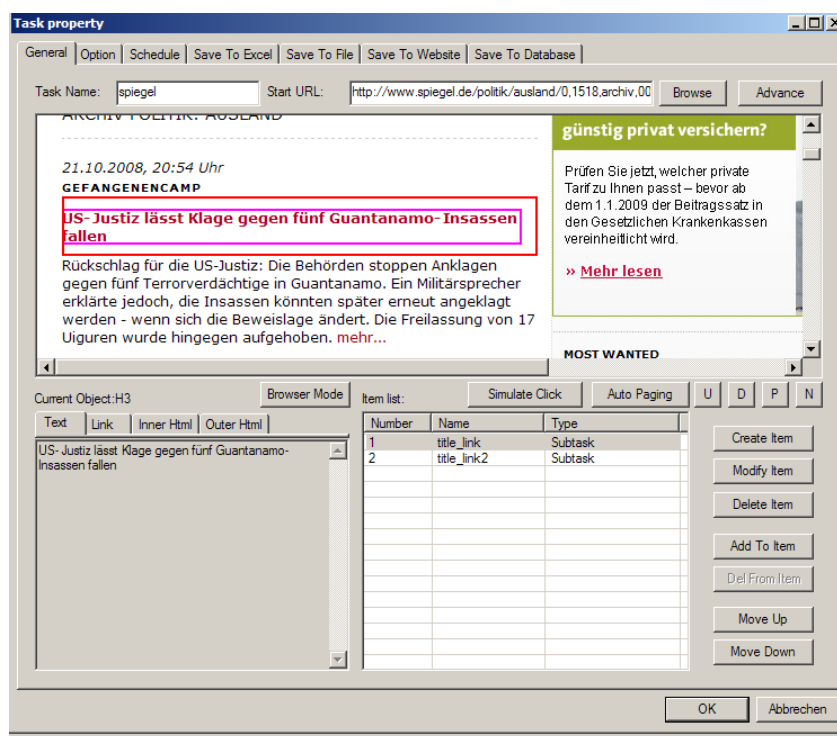 Task property
General Option Schedule Save To Excel Save To File Save To Website Save To Database
Task Name: spiegel Start URL: http://www.spiegel.de/politik/ausland/0,1518,archiv,00 Browse Advance
ARCHIV POLITIK: AUSLAND
21.10.2008, 20:54 Uhr
GEFANGENENCAMP
US-Justiz lässt Klage gegen fünf Guantanamo-Insassen
fallen
Rückschlag für die US-Justiz: Die Behörden stoppen Anklagen
gegen fünf Terrorverdächtige in Guantanamo. Ein Militärsprecher
erklärte jedoch, die Insassen könnten später erneut angeklagt
werden - wenn sich die Beweislage ändert. Die Freilassung von 17
Uiguren wurde hingegen aufgehoben. mehr...
günstig privat versichern?
Prüfen Sie jetzt, welcher private
Tarif zu Ihnen passt – bevor ab
dem 1.1.2009 der Beitragssatz in
den Gesetzlichen Krankenkassen
vereinheitlicht wird.
» Mehr lesen
MOST WANTED
Current Object:H3 Browser Mode
Text Link Inner Html Outer Html
US- Justiz lässt Klage gegen fünf Guantanamo-
Insassen fallen
Item list: Simulate Click Auto Paging U D P N
Number Name Type
1 title_link Subtask
2 title_link2 Subtask
Create Item
Modify Item
Delete Item
Add To Item
Del From Item
Move Up
Move Down
OK Abbrechen